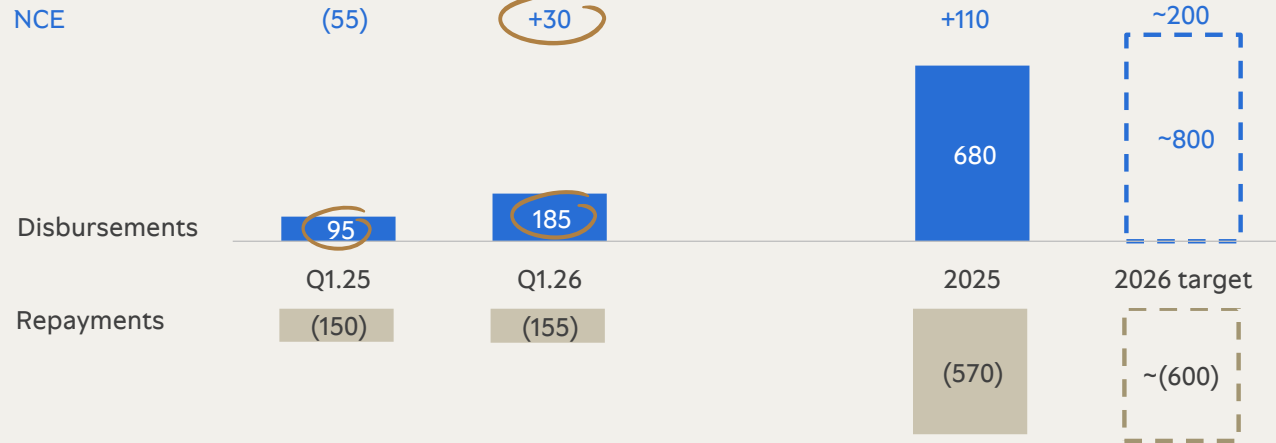 NCE (55) +30 +110 ~200
680 ~800
Disbursements 95 185
Q1.25 Q1.26 2025 2026 target
Repayments (150) (155)
(570) ~(600)